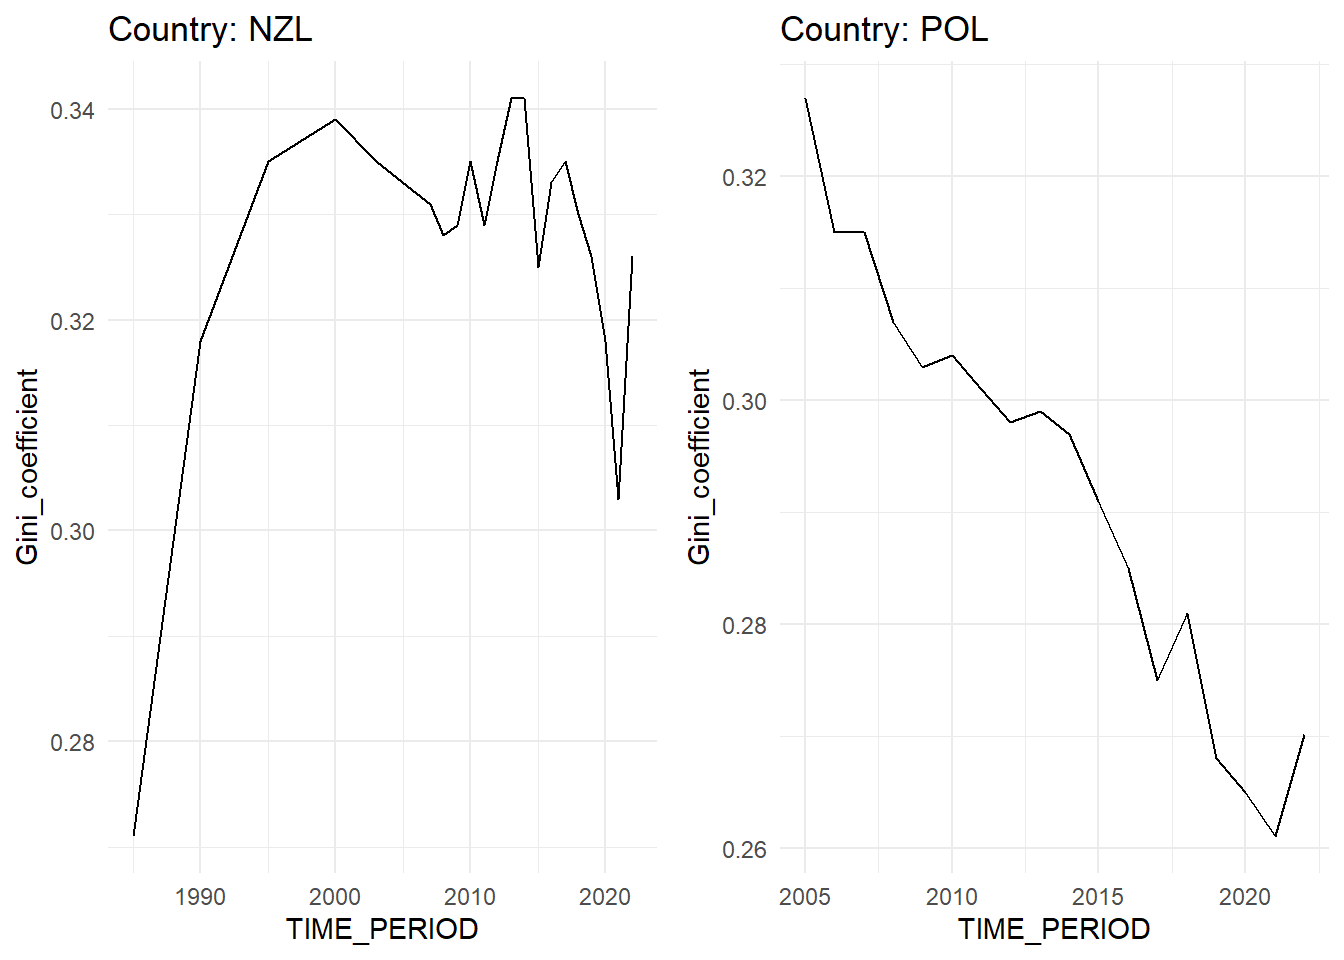 Country: NZL
Gini_coefficient
0.34
0.32
0.30
0.28
1990 2000 2010 2020
TIME_PERIOD
Country: POL
Gini_coefficient
0.32
0.30
0.28
0.26
2005 2010 2015 2020
TIME_PERIOD